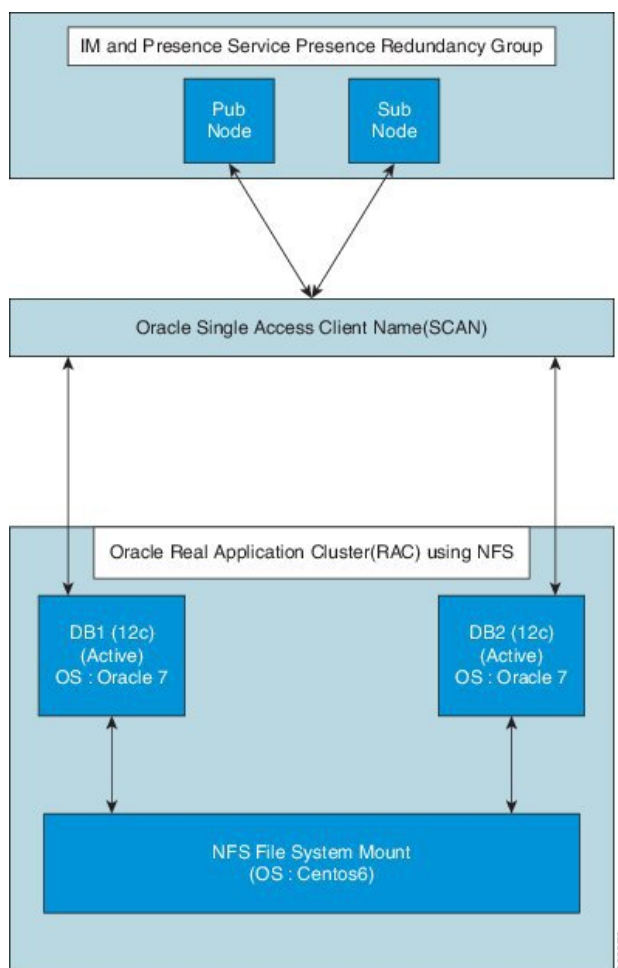 IM and Presence Service Presence Redundancy Group
Pub
Node
Sub
Node
Oracle Single Access Client Name(SCAN)
Oracle Real Application Cluster(RAC) using NFS
DB1 (12c)
(Active)
OS : Oracle 7
DB2 (12c)
(Active)
OS : Oracle 7
NFS File System Mount
(OS : Centos6)